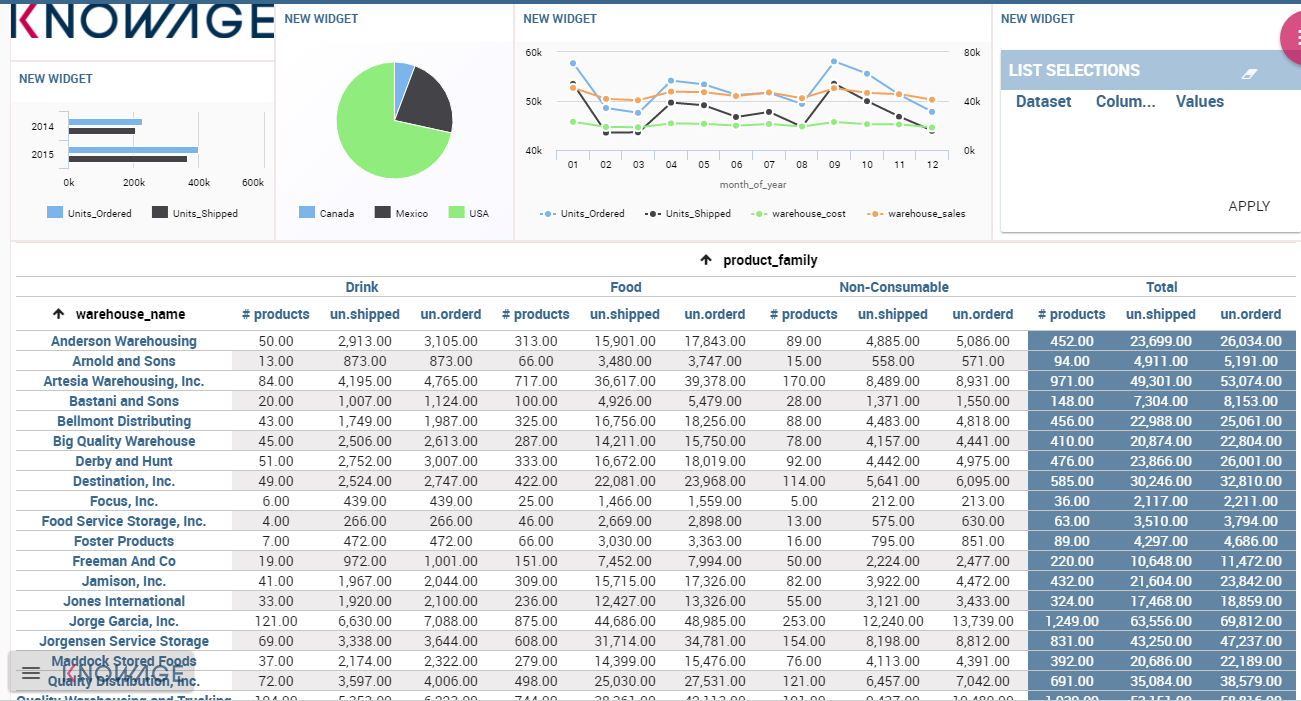 KNOWAGE
NEW WIDGET
2014
2015
0k 200k 400k 600k
Units_Ordered Units_Shipped
NEW WIDGET
Canada Mexico USA
NEW WIDGET
60k 80k
50k 40k
40k 0k
01 02 03 04 05 06 07 08 09 10 11 12
month_of_year
Units_Ordered Units_Shipped warehouse_cost warehouse_sales
NEW WIDGET
LIST SELECTIONS
Dataset Colum... Values
APPLY
product_family
Drink Food Non-Consumable Total
warehouse_name # products un.shipped un.orderd # products un.shipped un.orderd # products un.shipped un.orderd # products un.shipped un.orderd
Anderson Warehousing 50.00 2,913.00 3,105.00 313.00 15,901.00 17,843.00 89.00 4,885.00 5,086.00 452.00 23,699.00 26,034.00
Arnold and Sons 13.00 873.00 873.00 66.00 3,480.00 3,747.00 15.00 558.00 571.00 94.00 4,911.00 5,191.00
Artesia Warehousing, Inc. 84.00 4,195.00 4,765.00 717.00 36,617.00 39,378.00 170.00 8,489.00 8,931.00 971.00 49,301.00 53,074.00
Bastani and Sons 20.00 1,007.00 1,124.00 100.00 4,926.00 5,479.00 28.00 1,371.00 1,550.00 148.00 7,304.00 8,153.00
Bellmont Distributing 43.00 1,749.00 1,987.00 325.00 16,756.00 18,256.00 88.00 4,483.00 4,818.00 456.00 22,988.00 25,061.00
Big Quality Warehouse 45.00 2,506.00 2,613.00 287.00 14,211.00 15,750.00 78.00 4,157.00 4,441.00 410.00 20,874.00 22,804.00
Derby and Hunt 51.00 2,752.00 3,007.00 333.00 16,672.00 18,019.00 92.00 4,442.00 4,975.00 476.00 23,866.00 26,001.00
Destination, Inc. 49.00 2,524.00 2,747.00 422.00 22,081.00 23,968.00 114.00 5,641.00 6,095.00 585.00 30,246.00 32,810.00
Focus, Inc. 6.00 439.00 439.00 25.00 1,466.00 1,559.00 5.00 212.00 213.00 36.00 2,117.00 2,211.00
Food Service Storage, Inc. 4.00 266.00 266.00 46.00 2,669.00 2,898.00 13.00 575.00 630.00 63.00 3,510.00 3,794.00
Foster Products 7.00 472.00 472.00 66.00 3,030.00 3,363.00 16.00 795.00 851.00 89.00 4,297.00 4,686.00
Freeman And Co 19.00 972.00 1,001.00 151.00 7,452.00 7,994.00 50.00 2,224.00 2,477.00 220.00 10,648.00 11,472.00
Jamison, Inc. 41.00 1,967.00 2,044.00 309.00 15,715.00 17,326.00 82.00 3,922.00 4,472.00 432.00 21,604.00 23,842.00
Jones International 33.00 1,920.00 2,100.00 236.00 12,427.00 13,326.00 55.00 3,121.00 3,433.00 324.00 17,468.00 18,859.00
Jorge Garcia, Inc. 121.00 6,630.00 7,088.00 875.00 44,686.00 48,985.00 253.00 12,240.00 13,739.00 1,249.00 63,556.00 69,812.00
Jorgensen Service Storage 69.00 3,338.00 3,644.00 608.00 31,714.00 34,781.00 154.00 8,198.00 8,812.00 831.00 43,250.00 47,237.00
Maddock Stored Foods 37.00 2,174.00 2,322.00 279.00 14,399.00 15,476.00 76.00 4,113.00 4,391.00 392.00 20,686.00 22,189.00
KNOWAGE
Quality Distribution, Inc. 72.00 3,597.00 4,006.00 498.00 25,030.00 27,531.00 121.00 6,457.00 7,042.00 691.00 35,084.00 38,579.00
Quality Warehousing and Trucking